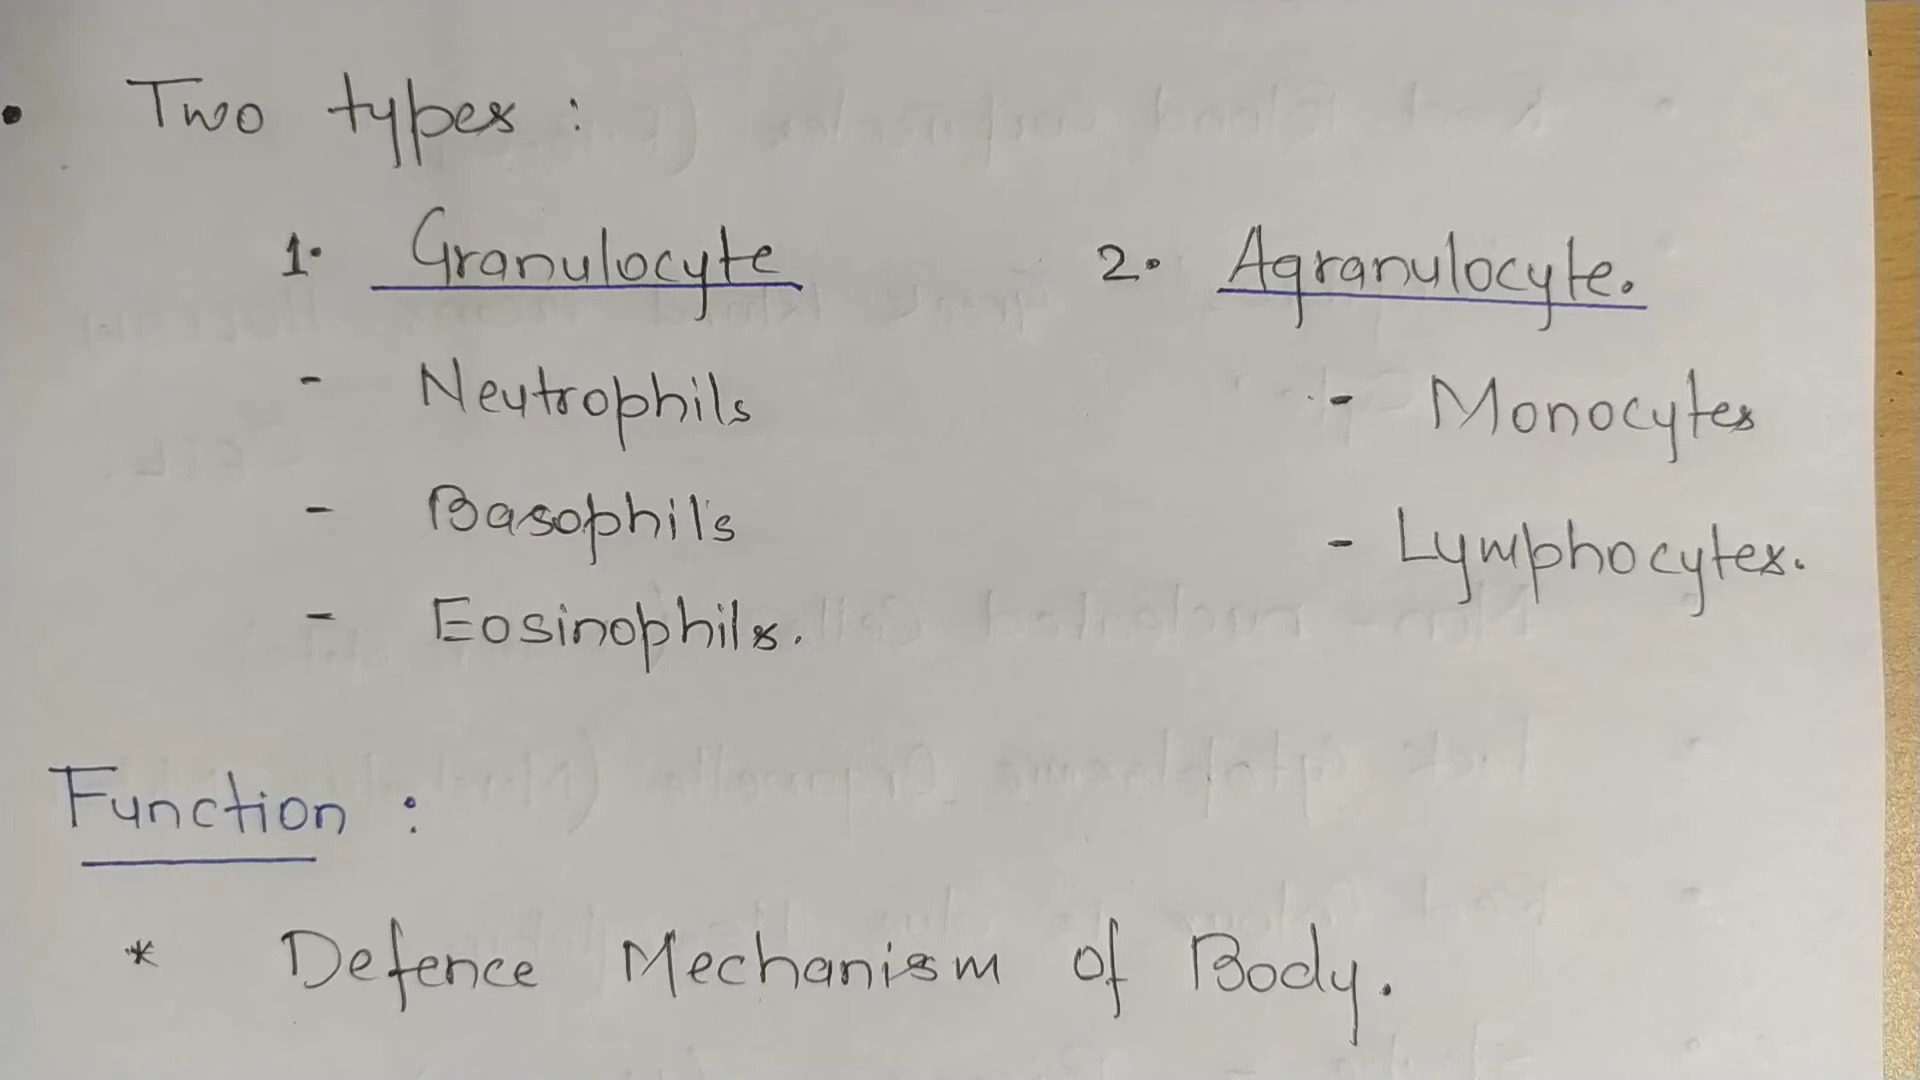 • Two types :
1. Granulocyte
- Neutrophils
- Basophils
- Eosinophils.
2. Agranulocyte.
- Monocytes
- Lymphocytes.
Function :
* Defence Mechanism of Body.